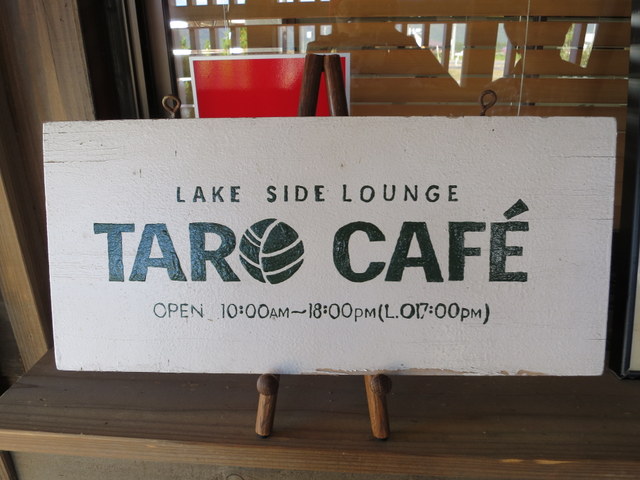 LAKE SIDE LOUNGE
TARO CAFÉ
OPEN 10:00AM~18:00PM(L.O17:00PM)